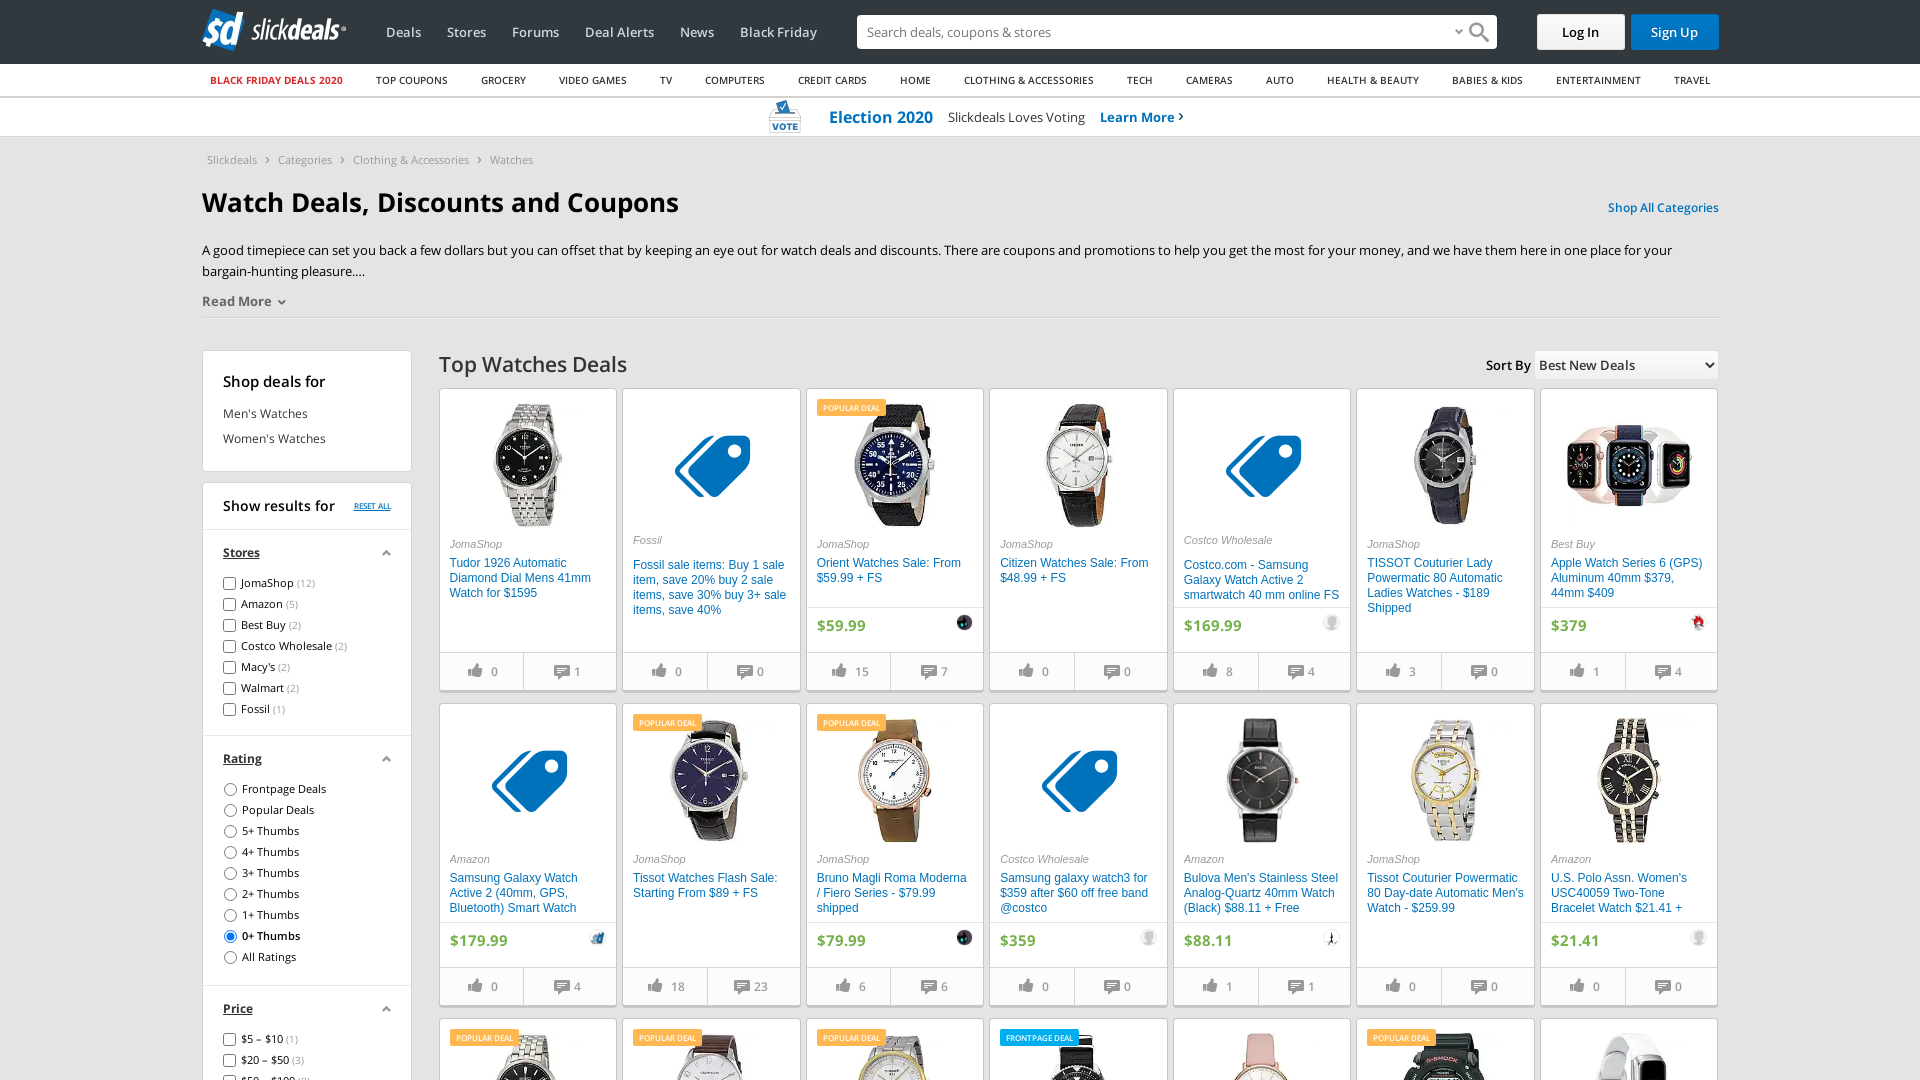 slickdeals
Deals
Stores
Forums
Deal Alerts
News
Black Friday
Search deals, coupons & stores
Log In
Sign Up
BLACK FRIDAY DEALS 2020
TOP COUPONS
GROCERY
VIDEO GAMES
TV
COMPUTERS
CREDIT CARDS
HOME
CLOTHING & ACCESSORIES
TECH
CAMERAS
AUTO
HEALTH & BEAUTY
BABIES & KIDS
ENTERTAINMENT
TRAVEL
VOTE
Election 2020
Slickdeals Loves Voting
Learn More
Slickdeals
Categories
Clothing & Accessories
Watches
Watch Deals, Discounts and Coupons
Shop All Categories
A good timepiece can set you back a few dollars but you can offset that by keeping an eye out for watch deals and discounts. There are coupons and promotions to help you get the most for your money, and we have them here in one place for your
bargain-hunting pleasure....
Read More
Shop deals for
Men's Watches
Women's Watches
Show results for
RESET ALL
Stores
JomaShop (12)
Amazon (5)
Best Buy (2)
Costco Wholesale (2)
Macy's (2)
Walmart (2)
Fossil (1)
Rating
Frontpage Deals
Popular Deals
5+ Thumbs
4+ Thumbs
3+ Thumbs
2+ Thumbs
1+ Thumbs
0+ Thumbs
All Ratings
Price
$5 – $10 (1)
$20 – $50 (3)
Top Watches Deals
Sort By
Best New Deals
JomaShop
Tudor 1926 Automatic
Diamond Dial Mens 41mm
Watch for $1595
0
1
Fossil
Fossil sale items: Buy 1 sale
item, save 20% buy 2 sale
items, save 30% buy 3+ sale
items, save 40%
0
0
POPULAR DEAL
JomaShop
Orient Watches Sale: From
$59.99 + FS
$59.99
15
7
JomaShop
Citizen Watches Sale: From
$48.99 + FS
0
0
Costco Wholesale
Costco.com - Samsung
Galaxy Watch Active 2
smartwatch 40 mm online FS
$169.99
8
4
JomaShop
TISSOT Couturier Lady
Powermatic 80 Automatic
Ladies Watches - $189
Shipped
3
0
Best Buy
Apple Watch Series 6 (GPS)
Aluminum 40mm $379,
44mm $409
$379
1
4
Amazon
Samsung Galaxy Watch
Active 2 (40mm, GPS,
Bluetooth) Smart Watch
$179.99
0
4
POPULAR DEAL
JomaShop
Tissot Watches Flash Sale:
Starting From $89 + FS
18
23
POPULAR DEAL
JomaShop
Bruno Magli Roma Moderna
/ Fiero Series - $79.99
shipped
$79.99
6
6
Costco Wholesale
Samsung galaxy watch3 for
$359 after $60 off free band
@costco
$359
0
0
Amazon
Bulova Men's Stainless Steel
Analog-Quartz 40mm Watch
(Black) $88.11 + Free
$88.11
1
1
JomaShop
Tissot Couturier Powermatic
80 Day-date Automatic Men's
Watch - $259.99
0
0
Amazon
U.S. Polo Assn. Women's
USC40059 Two-Tone
Bracelet Watch $21.41 +
$21.41
0
0
POPULAR DEAL
POPULAR DEAL
POPULAR DEAL
FRONTPAGE DEAL
POPULAR DEAL
G-SHOCK